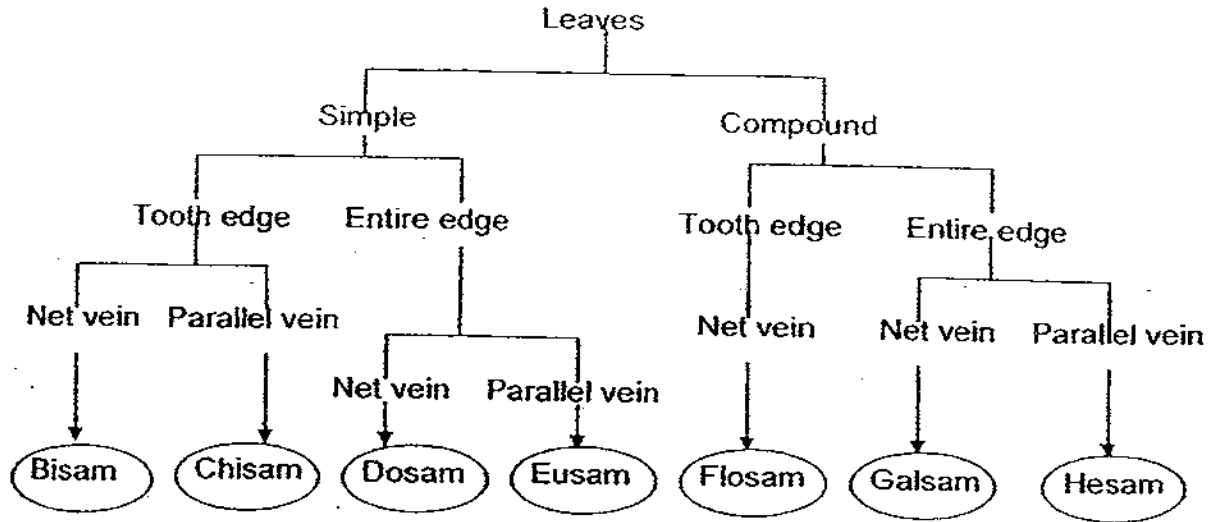 Leaves
Simple
Compound
Tooth edge
Entire edge
Tooth edge
Entire edge
Net vein
Parallel vein
Net vein
Net vein
Parallel vein
Net vein
Parallel vein
Bisam
Chisam
Dosam
Eusam
Flosam
Galsam
Hesam